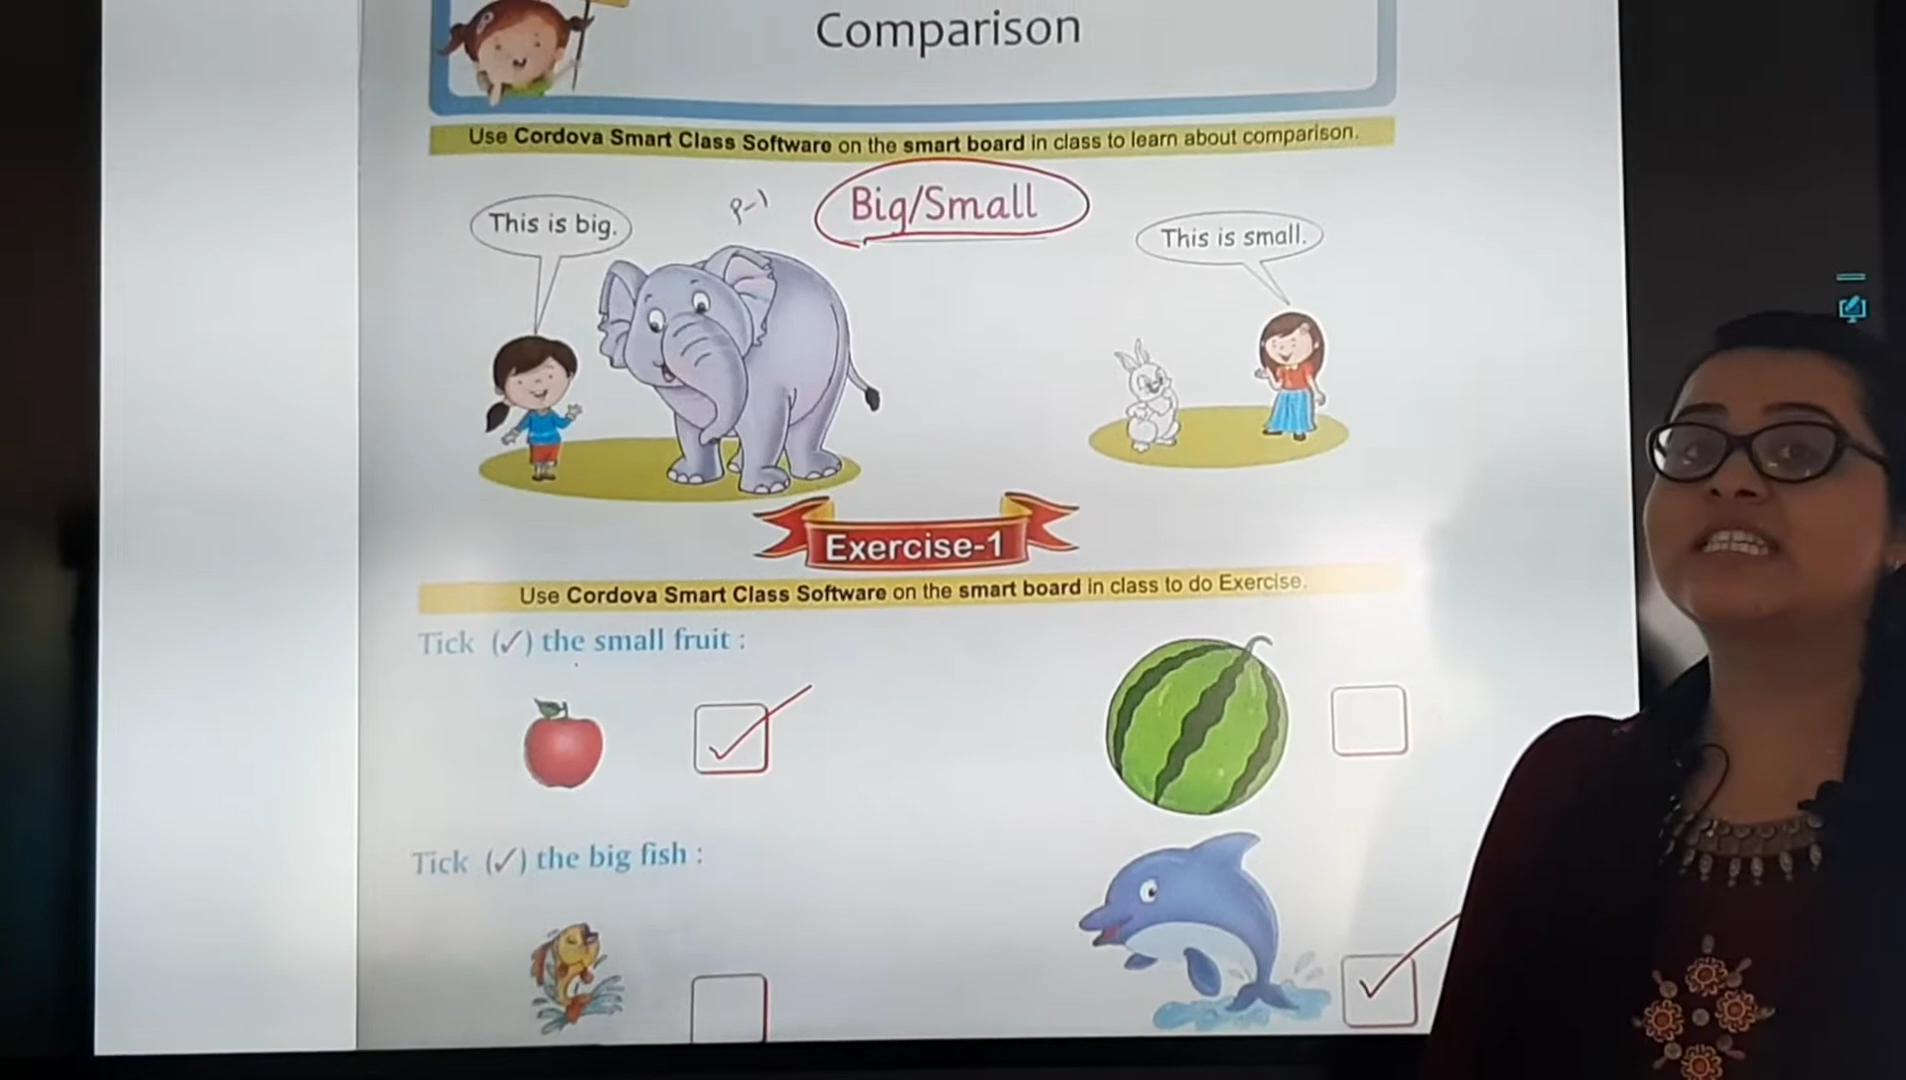 Comparison
Use Cordova Smart Class Software on the smart board in class to learn about comparison.
P-1
Big/Small
This is big.
This is small.
Exercise-1
Use Cordova Smart Class Software on the smart board in class to do Exercise.
Tick (✓) the small fruit :
Tick (✓) the big fish :